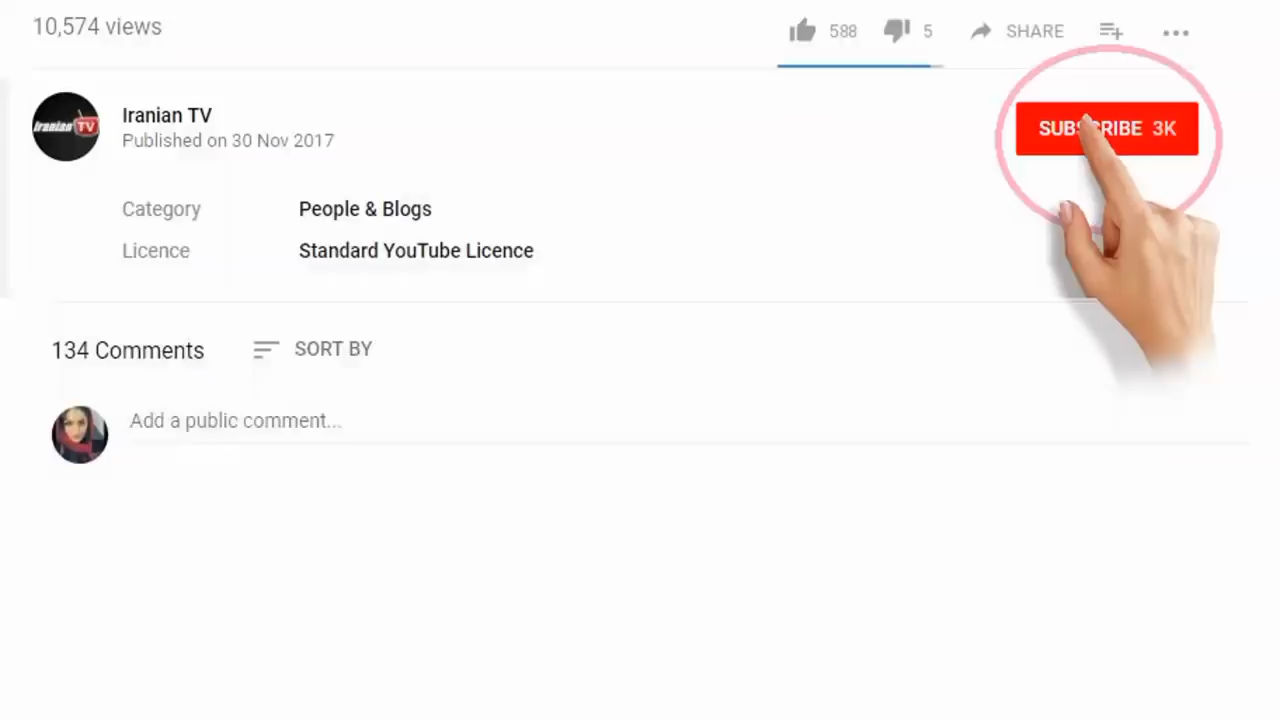 10,574 views
588 5 SHARE
Iranian TV
Iranian TV
Published on 30 Nov 2017
SUBSCRIBE 3K
Category People & Blogs
Licence Standard YouTube Licence
134 Comments SORT BY
Add a public comment...